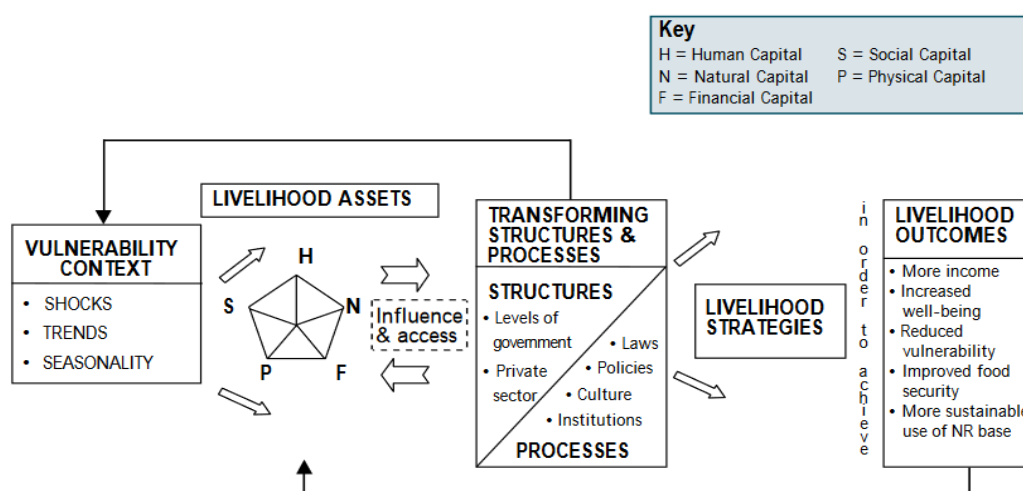 Key
H = Human Capital S = Social Capital
N = Natural Capital P = Physical Capital
F = Financial Capital
LIVELIHOOD ASSETS
VULNERABILITY
CONTEXT
• SHOCKS
• TRENDS
• SEASONALITY
H
S
N
P
F
Influence
& access
TRANSFORMING
STRUCTURES &
PROCESSES
STRUCTURES
• Levels of
government
• Private
sector
• Laws
• Policies
• Culture
• Institutions
PROCESSES
LIVELIHOOD
STRATEGIES
in order to achieve
LIVELIHOOD
OUTCOMES
• More income
• Increased
well-being
• Reduced
vulnerability
• Improved food
security
• More sustainable
use of NR base